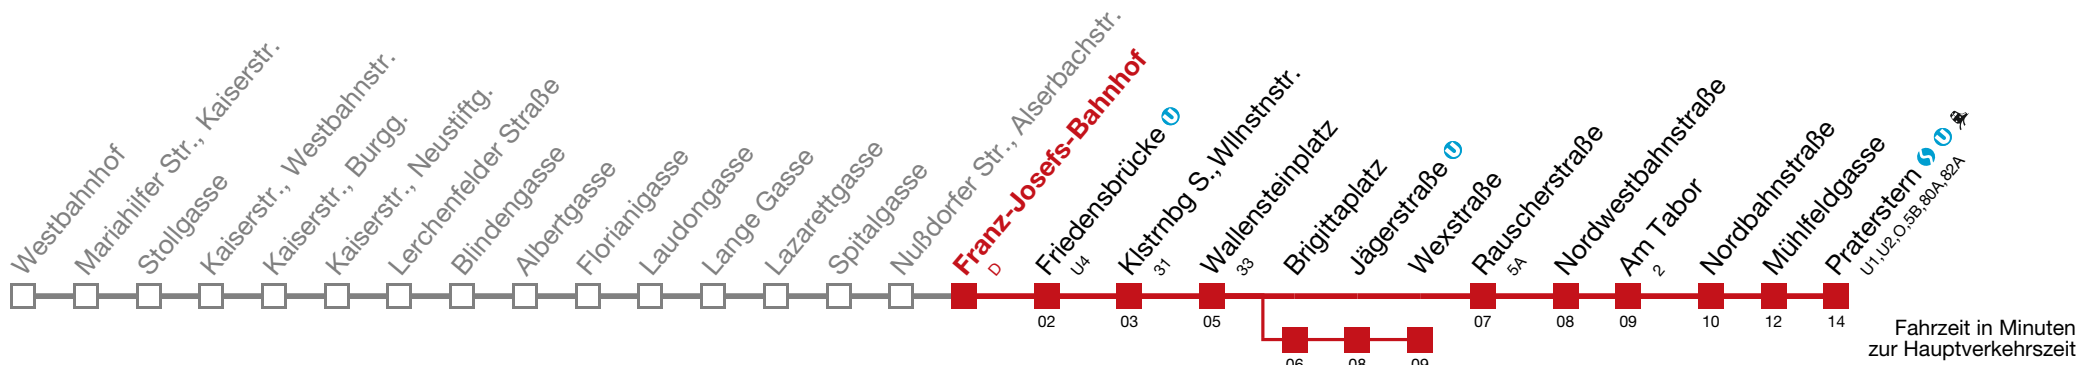 Westbahnhof
Mariahilfer Str., Kaiserstr.
Stollgasse
Kaiserstr., Westbahnstr.
Kaiserstr., Burgg.
Kaiserstr., Neustiftg.
Lerchenfelder Straße
Blindengasse
Albertgasse
Florianigasse
Laudongasse
Lange Gasse
Lazarettgasse
Spitalgasse
Nußdorfer Str., Alserbachstr.
Franz-Josefs-Bahnhof
D
Friedensbrücke U
U4
Klstrnbg S., Wllnstnstr.
31
Wallensteinplatz
33
Brigittaplatz
Jägerstraße U
Wexstraße
Rauscherstraße
5A
Nordwestbahnstraße
Am Tabor
2
Nordbahnstraße
Mühlfeldgasse
Praterstern S U
U1,U2,O,5B,80A,82A
02 03 05 07 08 09 10 12 14
06 08 09
Fahrzeit in Minuten
zur Hauptverkehrszeit